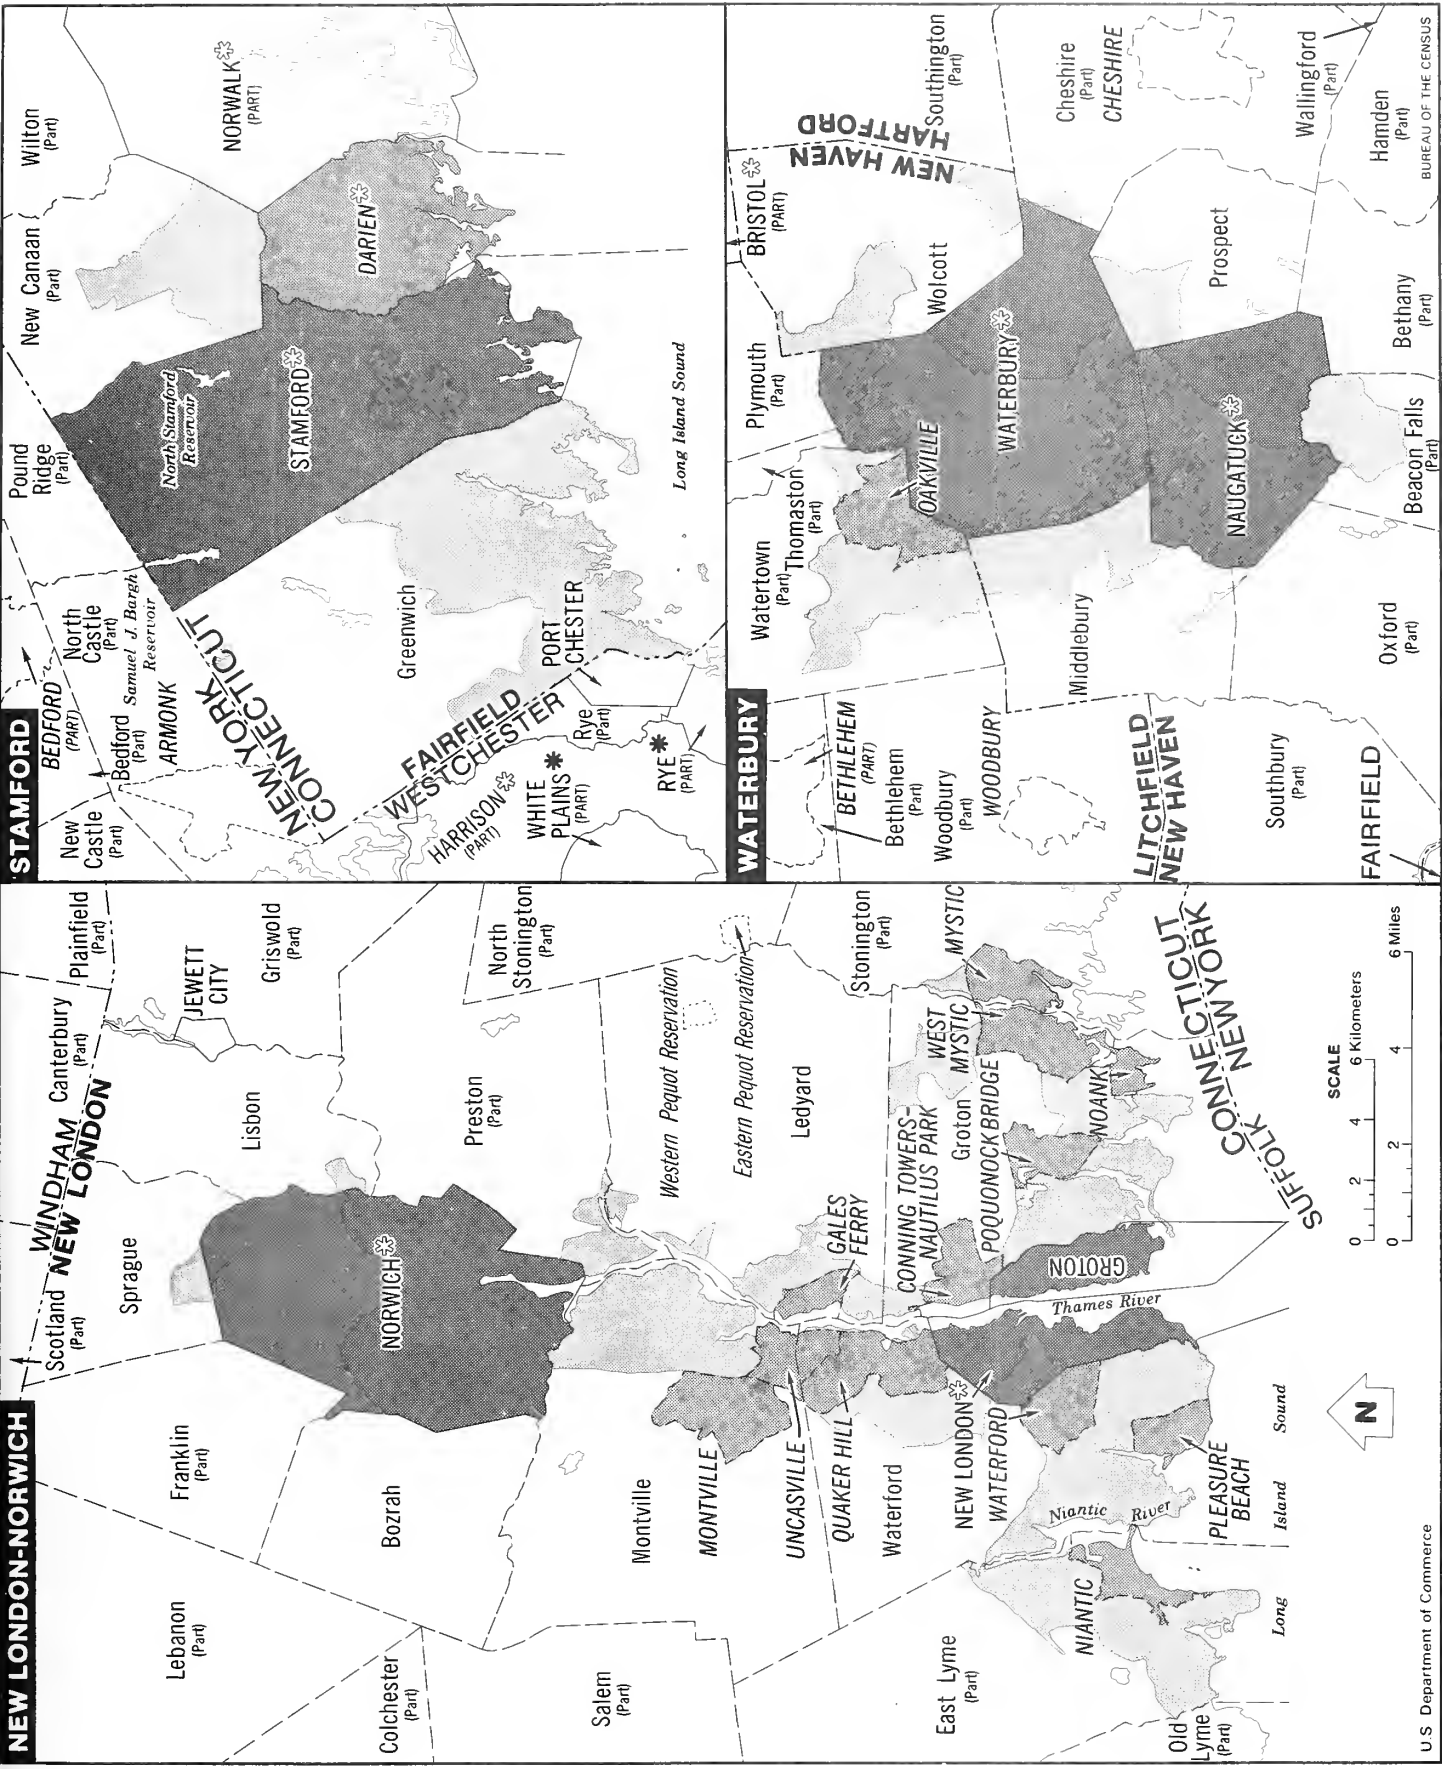 NEW LONDON-NORWICH
WINDHAM
NEW LONDON
Scotland
(Part)
Canterbury
(Part)
Plainfield
(Part)
Sprague
Lisbon
JEWETT
CITY
Griswold
(Part)
Franklin
(Part)
NORWICH
Preston
(Part)
North
Stonington
(Part)
Lebanon
(Part)
Bozrah
Colchester
(Part)
Salem
(Part)
Montville
MONTVILLE
UNCASVILLE
QUAKER HILL
Waterford
NEW LONDON
WATERFORD
Western Pequot Reservation
Eastern Pequot Reservation
Ledyard
Stonington
(Part)
GALES
FERRY
CONNING TOWERS-
NAUTILUS PARK
Groton
POQUONOCK BRIDGE
WEST
MYSTIC
MYSTIC
NOANK
GROTON
Thames River
East Lyme
(Part)
NIANTIC
Niantic River
PLEASURE
BEACH
Old
Lyme
(Part)
Long Island Sound
CONNECTICUT
NEW YORK
SUFFOLK
N
SCALE
0 2 4 6 Kilometers
0 2 4 6 Miles
U.S Department of Commerce
STAMFORD
BEDFORD
(PART)
Pound
Ridge
(Part)
New Canaan
(Part)
Wilton
(Part)
New
Castle
(Part)
Bedford
(Part)
North
Castle
(Part)
Samuel J. Bargh
Reservoir
ARMONK
North Stamford
Reservoir
NORWALK
(PART)
NEW YORK
CONNECTICUT
STAMFORD
DARIEN
Greenwich
FAIRFIELD
WESTCHESTER
HARRISON
(PART)
WHITE
PLAINS
(PART)
Rye
(Part)
PORT
CHESTER
RYE
(PART)
Long Island Sound
WATERBURY
Watertown
(Part)
Thomaston
(Part)
Plymouth
(Part)
BRISTOL
(PART)
NEW HAVEN
HARTFORD
Southington
(Part)
BETHLEHEM
(PART)
Bethlehem
(Part)
Woodbury
(Part)
WOODBURY
OAKVILLE
Wolcott
WATERBURY
Cheshire
(Part)
CHESHIRE
Middlebury
LITCHFIELD
NEW HAVEN
NAUGATUCK
Prospect
Wallingford
(Part)
Southbury
(Part)
FAIRFIELD
Oxford
(Part)
Beacon Falls
(Part)
Bethany
(Part)
Hamden
(Part)
BUREAU OF THE CENSUS